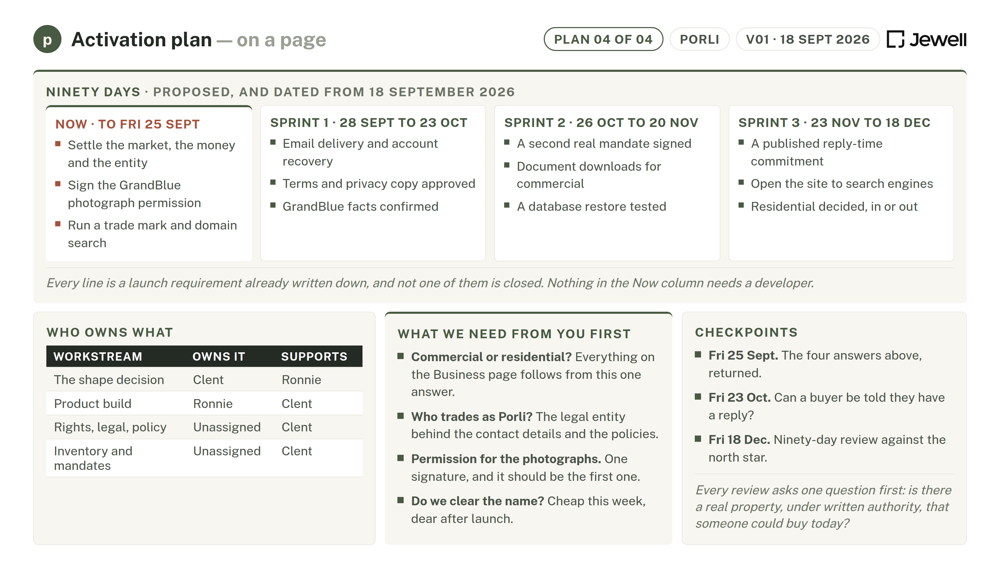 p
Activation plan — on a page
PLAN 04 OF 04
PORLI
V01 · 18 SEPT 2026
Jewell
NINETY DAYS · PROPOSED, AND DATED FROM 18 SEPTEMBER 2026
NOW · TO FRI 25 SEPT
Settle the market, the money
and the entity
Sign the GrandBlue
photograph permission
Run a trade mark and domain
search
SPRINT 1 · 28 SEPT TO 23 OCT
Email delivery and account
recovery
Terms and privacy copy approved
GrandBlue facts confirmed
SPRINT 2 · 26 OCT TO 20 NOV
A second real mandate signed
Document downloads for
commercial
A database restore tested
SPRINT 3 · 23 NOV TO 18 DEC
A published reply-time
commitment
Open the site to search engines
Residential decided, in or out
Every line is a launch requirement already written down, and not one of them is closed. Nothing in the Now column needs a developer.
WHO OWNS WHAT
WORKSTREAM OWNS IT SUPPORTS
The shape decision Clent Ronnie
Product build Ronnie Clent
Rights, legal, policy Unassigned Clent
Inventory and Unassigned Clent
mandates
WHAT WE NEED FROM YOU FIRST
Commercial or residential? Everything on
the Business page follows from this one
answer.
Who trades as Porli? The legal entity
behind the contact details and the policies.
Permission for the photographs. One
signature, and it should be the first one.
Do we clear the name? Cheap this week,
dear after launch.
CHECKPOINTS
Fri 25 Sept. The four answers above,
returned.
Fri 23 Oct. Can a buyer be told they have
a reply?
Fri 18 Dec. Ninety-day review against the
north star.
Every review asks one question first: is there
a real property, under written authority, that
someone could buy today?